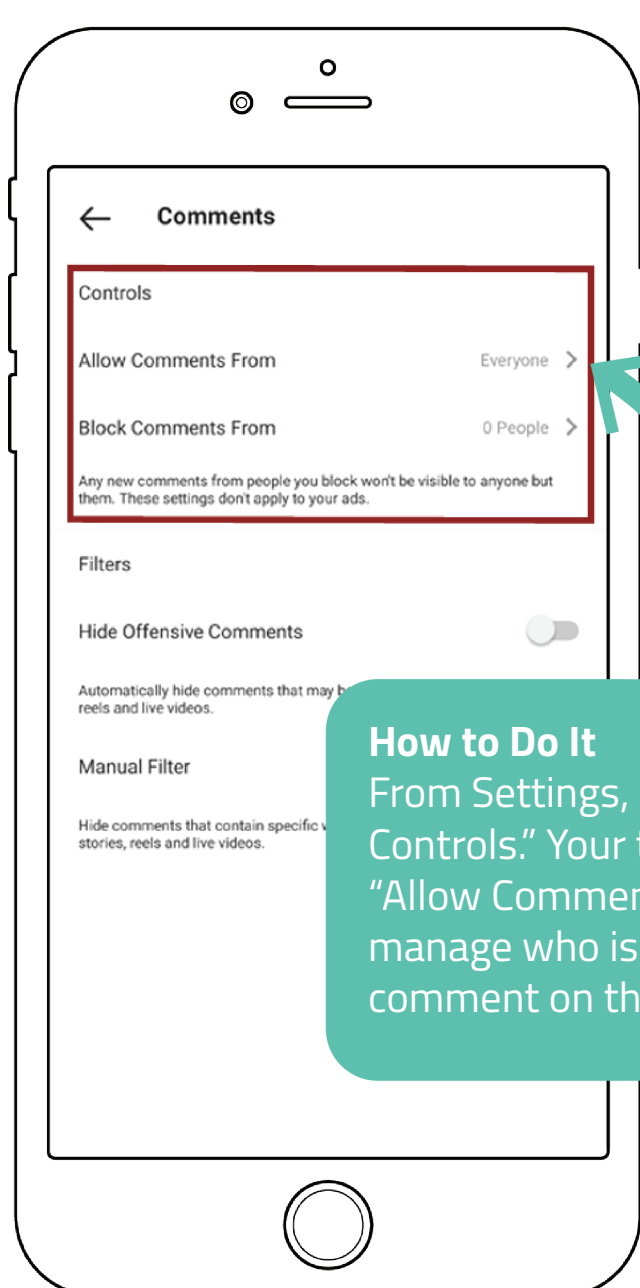 Comments
Controls
Allow Comments From Everyone
Block Comments From 0 People
Any new comments from people you block won't be visible to anyone but
them. These settings don't apply to your ads.
Filters
Hide Offensive Comments
Automatically hide comments that may
reels and live videos.
Manual Filter
Hide comments that contain specific
stories, reels and live videos.
How to Do It
From Settings,
Controls.” Your
“Allow
manage who is
comment on